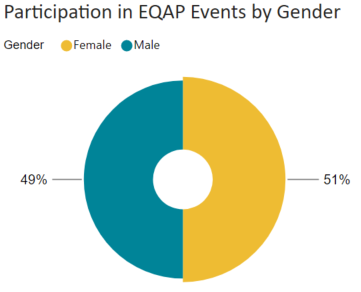 Participation in EQAP Events by Gender
Gender Female Male
49% 51%